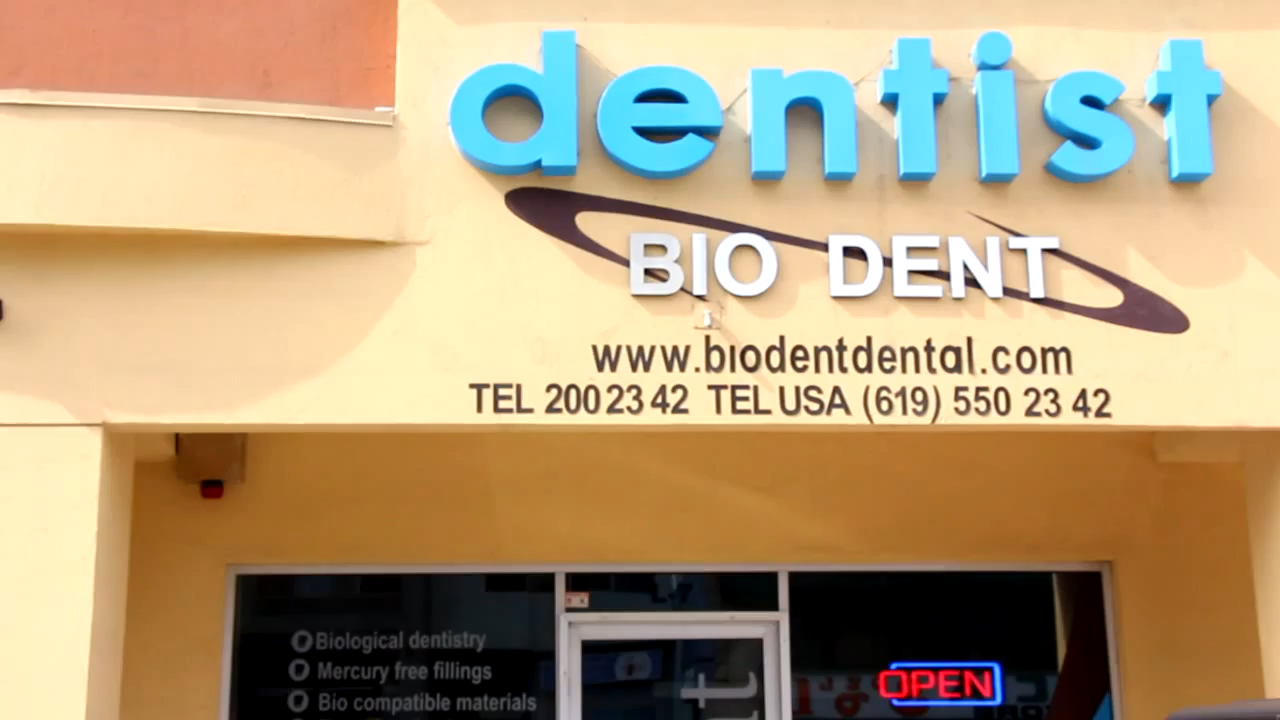 dentist
BIO DENT
www.biodentdental.com
TEL 200 23 42 TEL USA (619) 550 23 42
Biological dentistry
Mercury free fillings
Bio compatible materials
OPEN